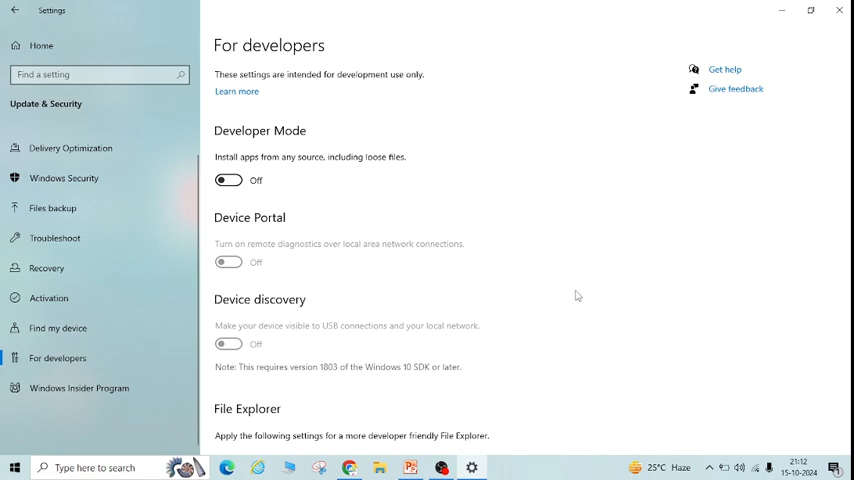 Settings
Home
Find a setting
Update & Security
Delivery Optimization
Windows Security
Files backup
Troubleshoot
Recovery
Activation
Find my device
For developers
Windows Insider Program
For developers
These settings are intended for development use only.
Learn more
Developer Mode
Install apps from any source, including loose files.
Off
Device Portal
Turn on remote diagnostics over local area network connections.
Off
Device discovery
Make your device visible to USB connections and your local network.
Off
Note: This requires version 1803 of the Windows 10 SDK or later.
File Explorer
Apply the following settings for a more developer friendly File Explorer.
Get help
Give feedback
Type here to search
25°C Haze
21:12
15-10-2024